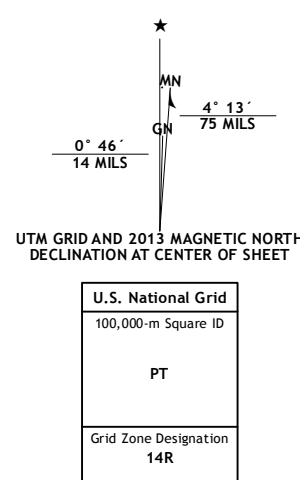 MN
4° 13´
75 MILS
GN
0° 46´
14 MILS
UTM GRID AND 2013 MAGNETIC NORTH
DECLINATION AT CENTER OF SHEET
U.S. National Grid
100,000-m Square ID
PT
Grid Zone Designation
14R